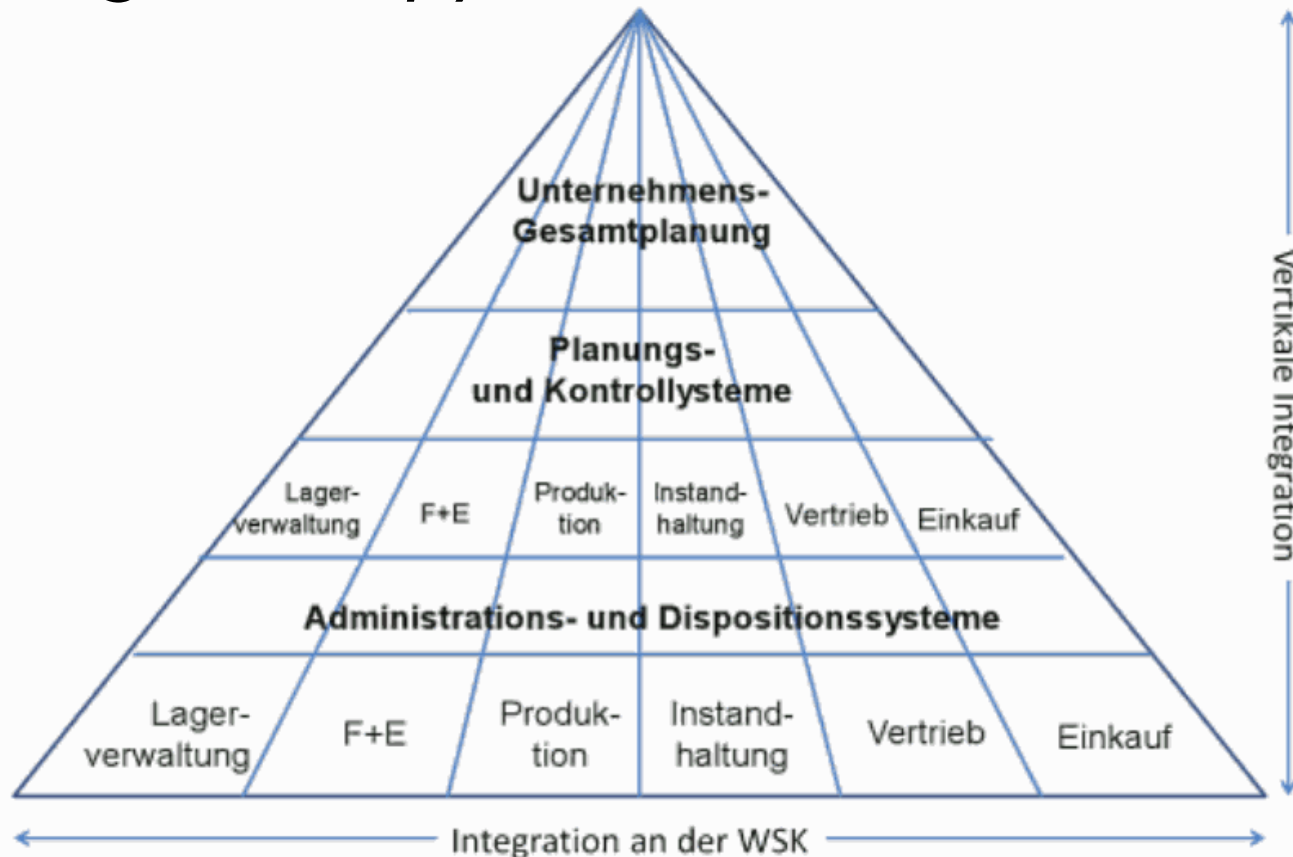 Unternehmens-
Gesamtplanung
Planungs-
und Kontrollysteme
Lager-
verwaltung
F+E
Produk-
tion
Instand-
haltung
Vertrieb
Einkauf
Administrations- und Dispositionssysteme
Lager-
verwaltung
F+E
Produk-
tion
Instand-
haltung
Vertrieb
Einkauf
Integration an der WSK
Vertikale Integration